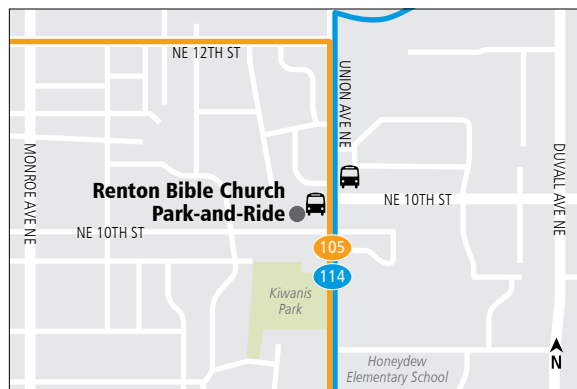 NE 12TH ST
UNION AVE NE
MONROE AVE NE
DUVALL AVE NE
Renton Bible Church
Park-and-Ride
NE 10TH ST
NE 10TH ST
105
114
Kiwanis
Park
Honeydew
Elementary School
N